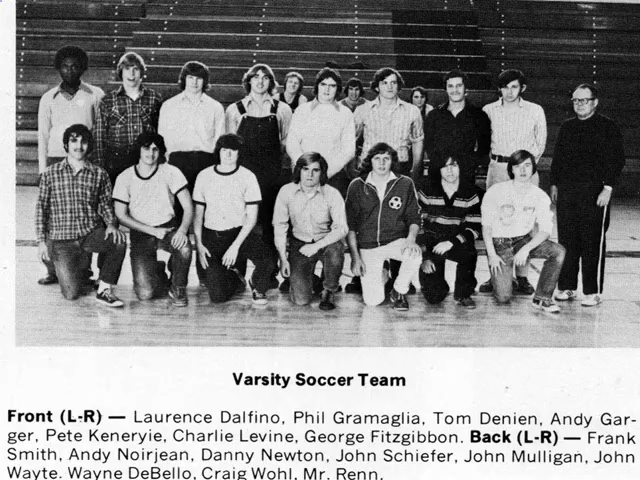 Varsity Soccer Team
Front (L-R) — Laurence Dalfino, Phil Gramaglia, Tom Denien, Andy Gar-
ger, Pete Keneryie, Charlie Levine, George Fitzgibbon. Back (L-R) — Frank
Smith, Andy Noirjean, Danny Newton, John Schiefer, John Mulligan, John
Wayte. Wayne DeBello, Craig Wohl, Mr. Renn.